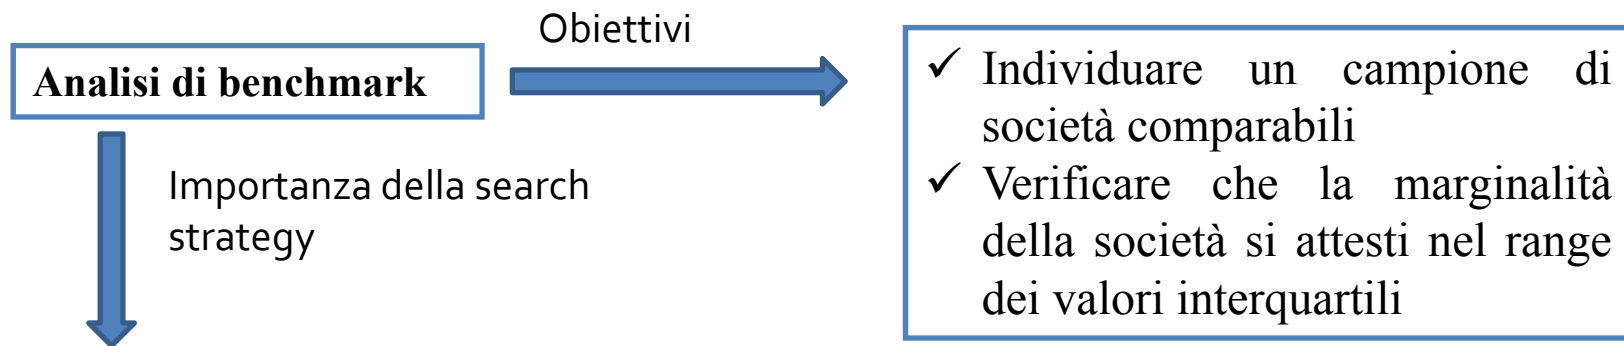 Obiettivi
Analisi di benchmark
Importanza della search
strategy
✓ Individuare un campione di
società comparabili
✓ Verificare che la marginalità
della società si attesti nel range
dei valori interquartili